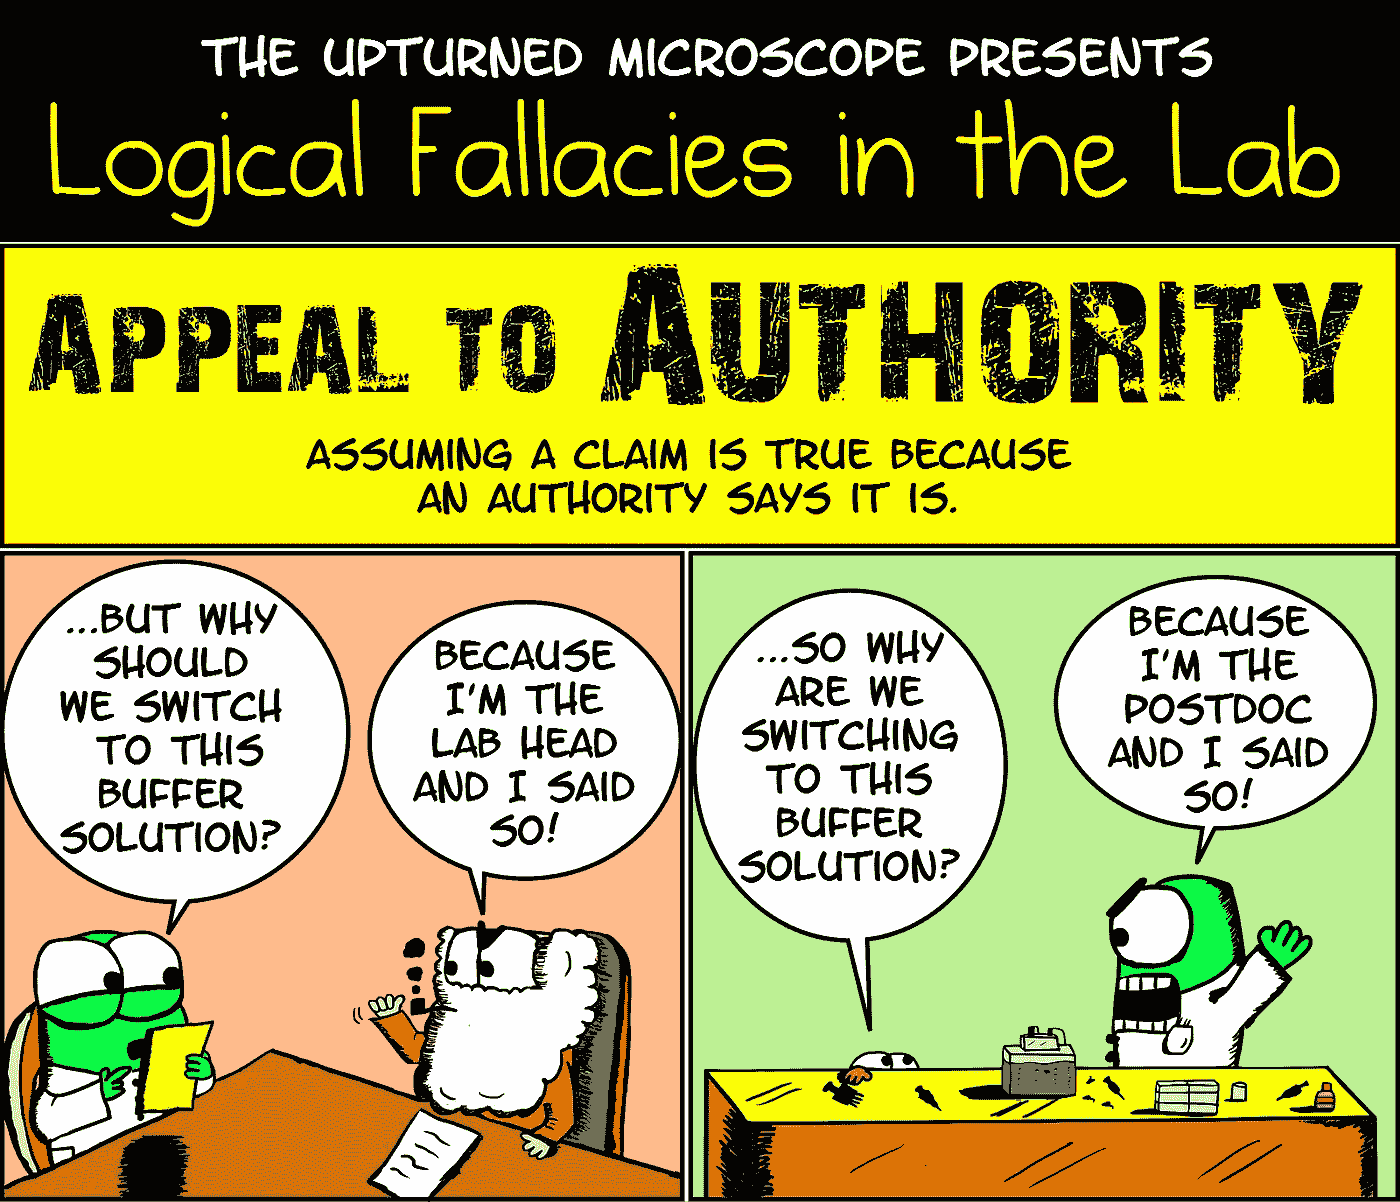 THE UPTURNED MICROSCOPE PRESENTS
Logical Fallacies in the Lab
APPEAL TO AUTHORITY
ASSUMING A CLAIM IS TRUE BECAUSE
AN AUTHORITY SAYS IT IS.
...BUT WHY
SHOULD
WE SWITCH
TO THIS
BUFFER
SOLUTION?
BECAUSE
I'M THE
LAB HEAD
AND I SAID
SO!
...SO WHY
ARE WE
SWITCHING
TO THIS
BUFFER
SOLUTION?
BECAUSE
I'M THE
POSTDOC
AND I SAID
SO!